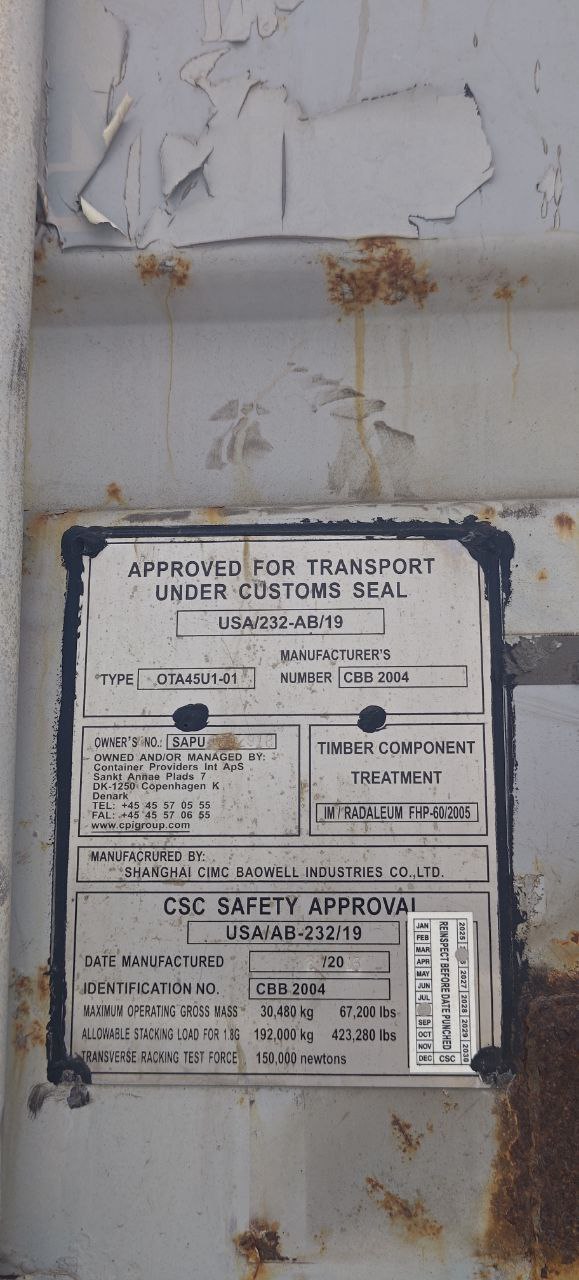 APPROVED FOR TRANSPORT
UNDER CUSTOMS SEAL
USA/232-AB/19
TYPE OTA45U1-01
MANUFACTURER'S
NUMBER CBB 2004
OWNER'S NO.: SAPU
OWNED AND/OR MANAGED BY:
Container Providers Int ApS
Sankt Annae Plads 7
DK-1250 Copenhagen K
Denark
TEL: +45 45 57 05 55
FAL: +45 45 57 06 55
www.cpigroup.com
TIMBER COMPONENT
TREATMENT
IM / RADALEUM FHP-60/2005
MANUFACRURED BY:
SHANGHAI CIMC BAOWELL INDUSTRIES CO.,LTD.
CSC SAFETY APPROVAL
USA/AB-232/19
DATE MANUFACTURED /20
IDENTIFICATION NO. CBB 2004
MAXIMUM OPERATING GROSS MASS 30,480 kg 67,200 lbs
ALLOWABLE STACKING LOAD FOR 1.8G 192,000 kg 423,280 lbs
TRANSVERSE RACKING TEST FORCE 150,000 newtons
JAN
FEB
MAR
APR
MAY
JUN
JUL
SEP
OCT
NOV
DEC
REINSPECT BEFORE DATE PUNCHED
CSC
2025 2027 2028 2029 2030